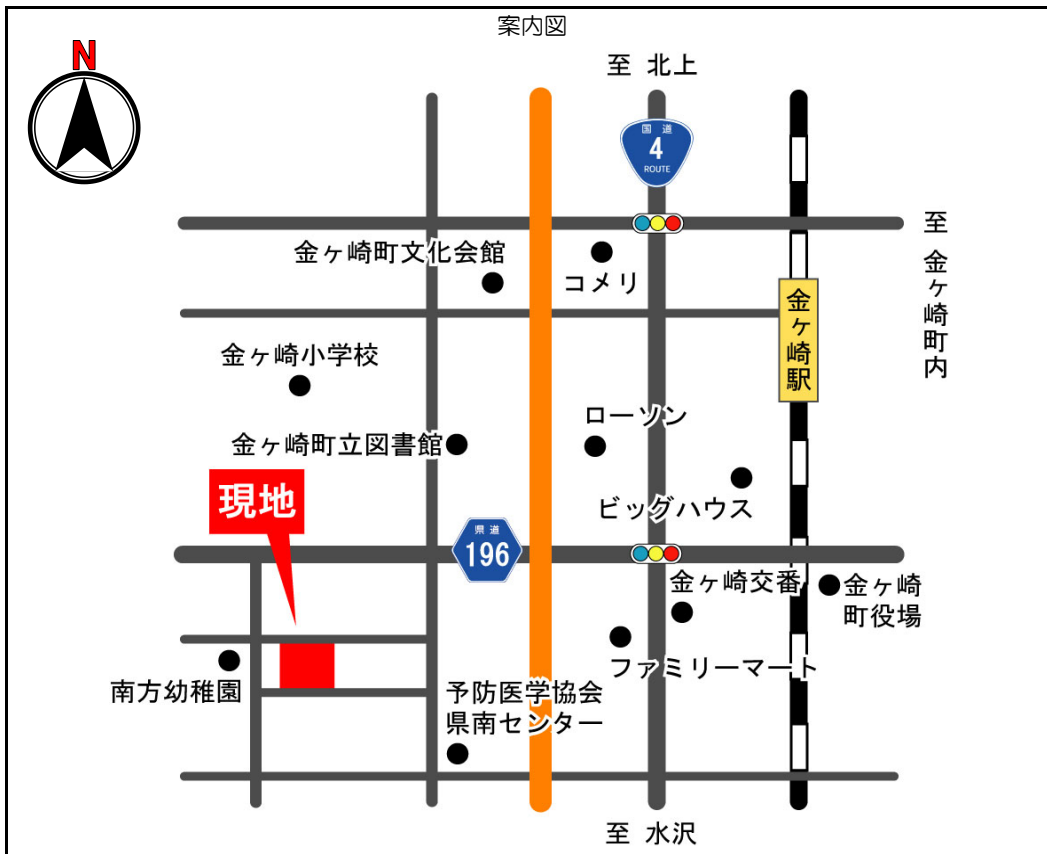 案内図
N
至 北上
国道
4
ROUTE
至 金ヶ崎町内
金ヶ崎町文化会館
コメリ
金ヶ崎駅
金ヶ崎小学校
ローソン
金ヶ崎町立図書館
現地
ビッグハウス
県道
196
金ヶ崎交番
金ヶ崎
町役場
ファミリーマート
南方幼稚園
予防医学協会
県南センター
至 水沢